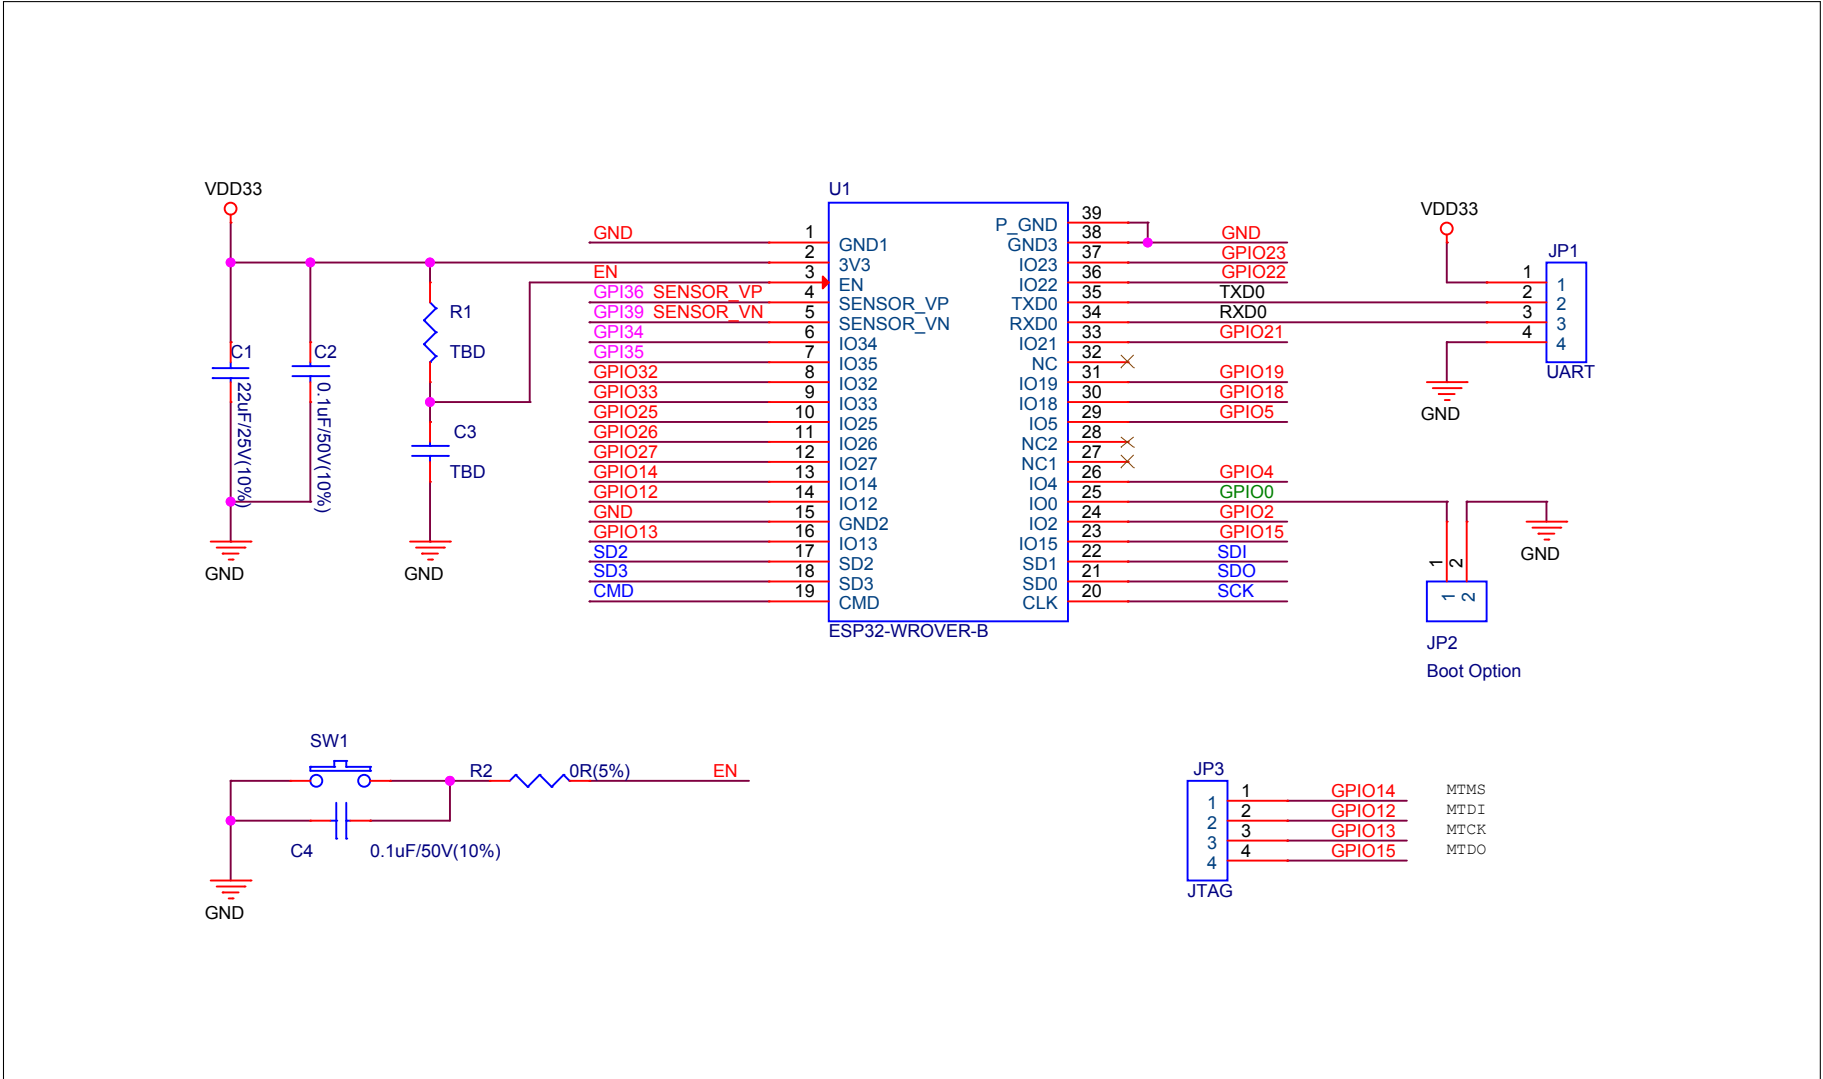 VDD33
GND
C1
22uF/25V(10%)
C2
0.1uF/50V(10%)
R1
TBD
C3
TBD
GND
U1
GND 1 GND1
2 3V3
EN 3 EN
GPI36 SENSOR_VP 4 SENSOR_VP
GPI39 SENSOR_VN 5 SENSOR_VN
GPI34 6 IO34
GPI35 7 IO35
GPIO32 8 IO32
GPIO33 9 IO33
GPIO25 10 IO25
GPIO26 11 IO26
GPIO27 12 IO27
GPIO14 13 IO14
GPIO12 14 IO12
GND 15 GND2
GPIO13 16 IO13
SD2 17 SD2
SD3 18 SD3
CMD 19 CMD
P_GND 39
GND3 38 GND
IO23 37 GPIO23
IO22 36 GPIO22
TXD0 35 TXD0
RXD0 34 RXD0
IO21 33 GPIO21
NC 32
IO19 31 GPIO19
IO18 30 GPIO18
IO5 29 GPIO5
NC2 28
NC1 27
IO4 26 GPIO4
IO0 25 GPIO0
IO2 24 GPIO2
IO15 23 GPIO15
SD1 22 SDI
SD0 21 SDO
CLK 20 SCK
ESP32-WROVER-B
VDD33
JP1
1 1
2 2
3 3
4 4
UART
GND
GND
1 2
1 2
JP2
Boot Option
SW1
R2 0R(5%) EN
C4 0.1uF/50V(10%)
GND
JP3
1 1 GPIO14 MTMS
2 2 GPIO12 MTDI
3 3 GPIO13 MTCK
4 4 GPIO15 MTDO
JTAG